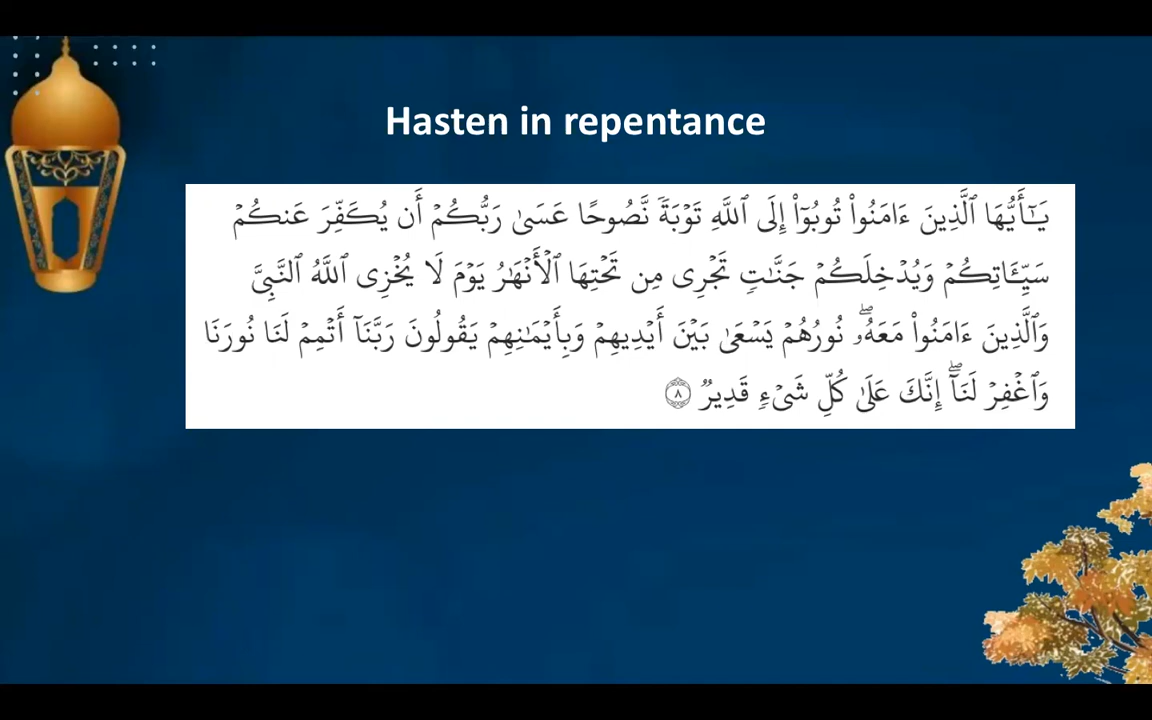 Hasten in repentance
يَـٰٓأَيُّهَا ٱلَّذِينَ ءَامَنُوا۟ تُوبُوٓا۟ إِلَى ٱللَّهِ تَوْبَةً نَّصُوحًا عَسَىٰ رَبُّكُمْ أَن يُكَفِّرَ عَنكُمْ
سَيِّـَٔاتِكُمْ وَيُدْخِلَكُمْ جَنَّـٰتٍ تَجْرِى مِن تَحْتِهَا ٱلْأَنْهَـٰرُ يَوْمَ لَا يُخْزِى ٱللَّهُ ٱلنَّبِىَّ
وَٱلَّذِينَ ءَامَنُوا۟ مَعَهُۥ ۖ نُورُهُمْ يَسْعَىٰ بَيْنَ أَيْدِيهِمْ وَبِأَيْمَـٰنِهِمْ يَقُولُونَ رَبَّنَآ أَتْمِمْ لَنَا نُورَنَا
وَٱغْفِرْ لَنَآ ۖ إِنَّكَ عَلَىٰ كُلِّ شَىْءٍ قَدِيرٌ ٨